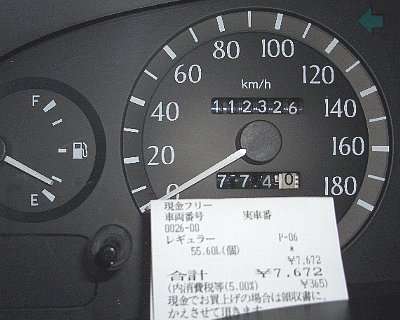 80 100
60 120
km/h
40 112326 140
20 160
774 0
0 180
F
E
現金フリー
車両番号 実車番
0026-00
レギュラー P-06
55.60L(個) *
¥7,672
合計 ¥7,672
(内消費税等(5.00%) ¥365)
現金でお買上げの場合は領収書に
かえさせて頂きます